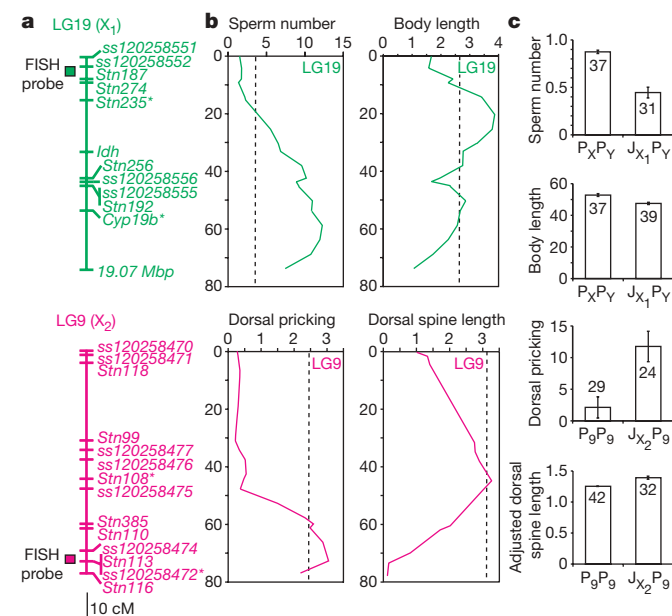 a
LG19 (X1)
FISH
probe
ss120258551
ss120258552
Stn187
Stn274
Stn235*
Idh
Stn256
ss120258556
ss120258555
Stn192
Cyp19b*
19.07 Mbp
LG9 (X2)
ss120258470
ss120258471
Stn118
Stn99
ss120258477
ss120258476
Stn108*
ss120258475
Stn385
Stn110
ss120258474
Stn113
ss120258472*
Stn116
FISH
probe
10 cM
b
Sperm number
0 5 10 15
LG19
0
20
40
60
80
Body length
0 1 2 3 4
LG19
0
20
40
60
80
Dorsal pricking
0 1 2 3
LG9
0
20
40
60
80
Dorsal spine length
0 1 2 3
LG9
0
20
40
60
80
c
Sperm number
1.0
0.5
0
37
31
PXPY JX1PY
Body length
60
40
20
0
37
39
PXPY JX1PY
Dorsal pricking
15
10
5
0
29
24
P9P9 JX2P9
Adjusted dorsal
spine length
1.5
1.0
0.5
0
42
32
P9P9 JX2P9